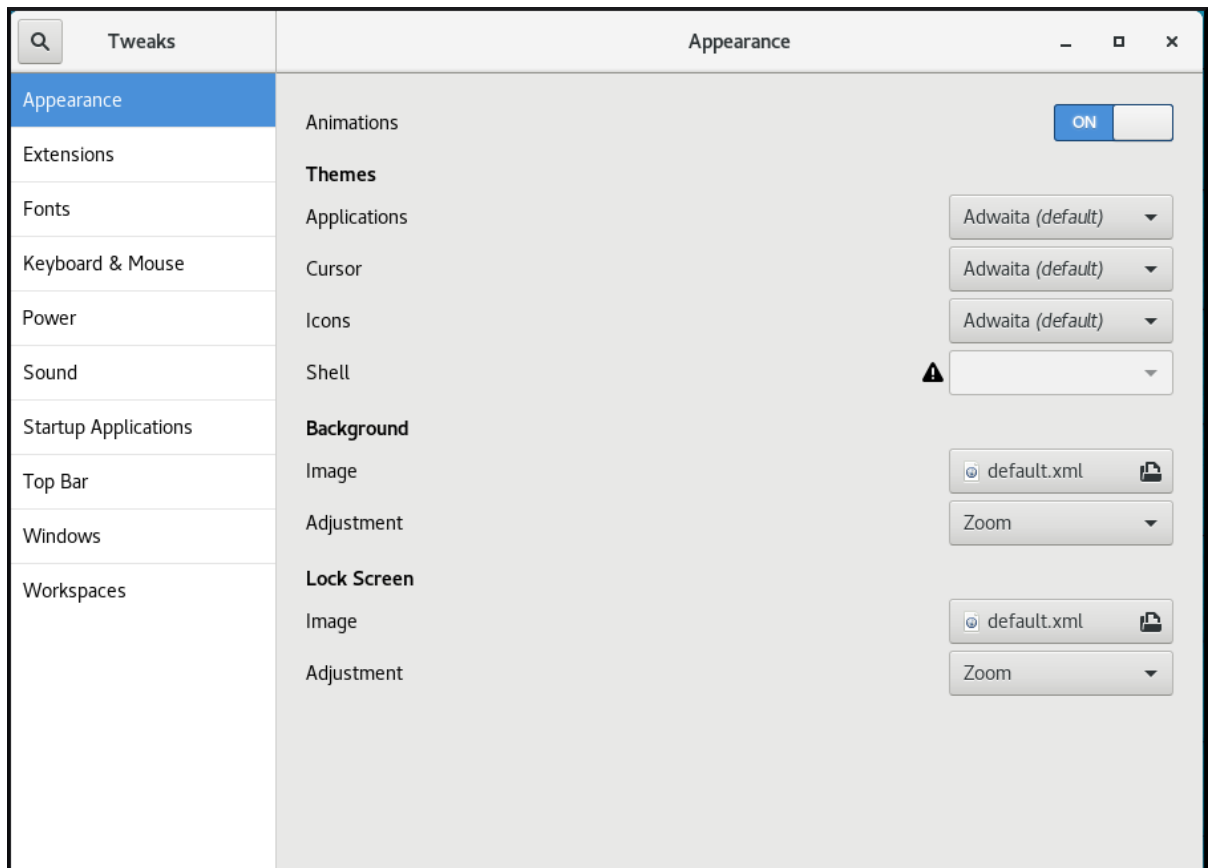 Tweaks
Appearance
Appearance
Extensions
Fonts
Keyboard & Mouse
Power
Sound
Startup Applications
Top Bar
Windows
Workspaces
Animations ON
Themes
Applications Adwaita (default)
Cursor Adwaita (default)
Icons Adwaita (default)
Shell
Background
Image default.xml
Adjustment Zoom
Lock Screen
Image default.xml
Adjustment Zoom